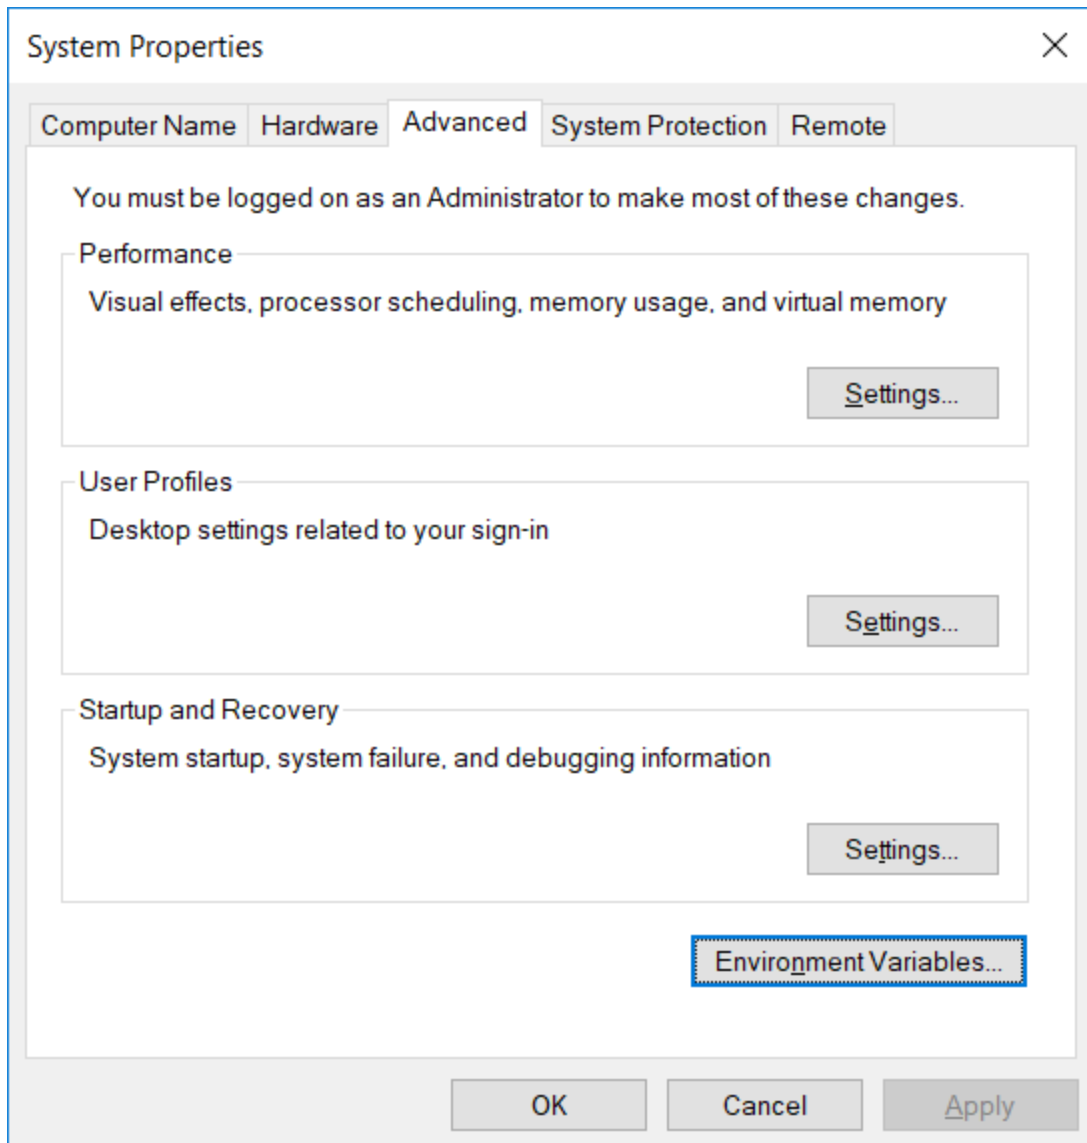 System Properties
Computer Name Hardware Advanced System Protection Remote
You must be logged on as an Administrator to make most of these changes.
Performance
Visual effects, processor scheduling, memory usage, and virtual memory
Settings...
User Profiles
Desktop settings related to your sign-in
Settings...
Startup and Recovery
System startup, system failure, and debugging information
Settings...
Environment Variables...
OK Cancel Apply